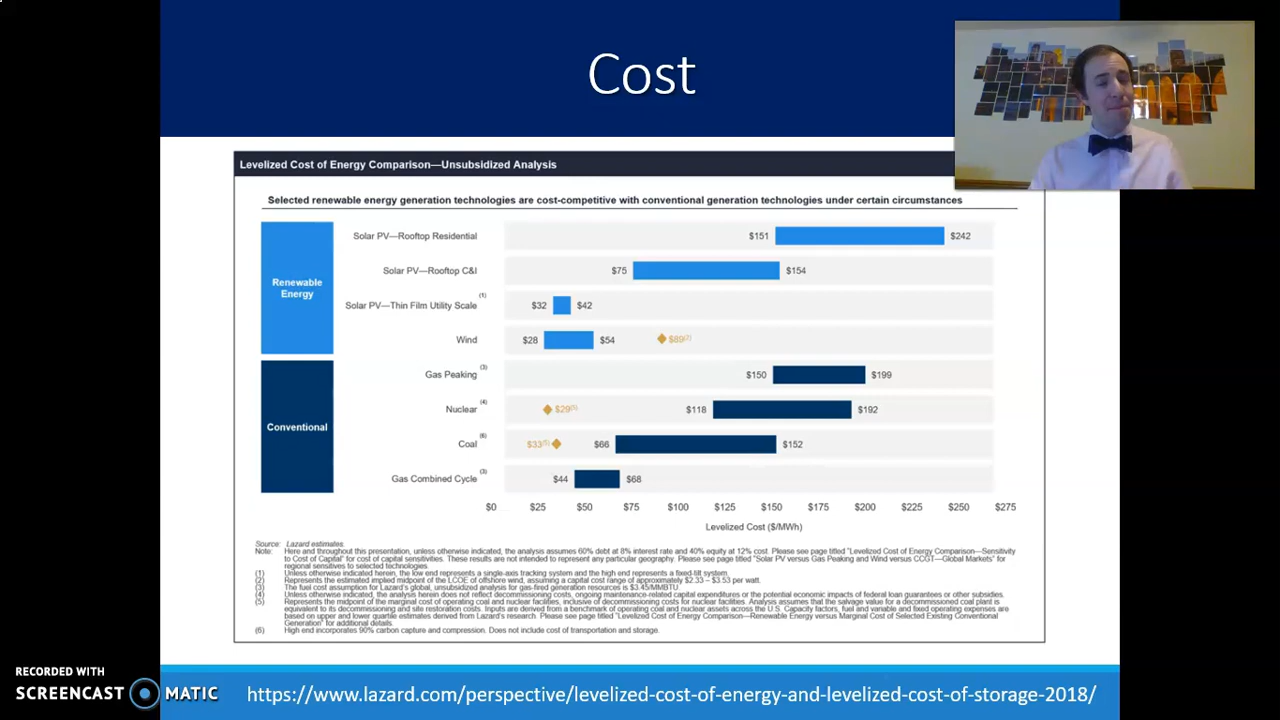 Cost
Levelized Cost of Energy Comparison—Unsubsidized Analysis
Selected renewable energy generation technologies are cost-competitive with conventional generation technologies under certain circumstances
Renewable
Energy
Solar PV—Rooftop Residential $151 $242
Solar PV—Rooftop C&I $75 $154
Solar PV—Thin Film Utility Scale (1) $32 $42
Wind $28 $54 $89(2)
Conventional
Gas Peaking (3) $150 $199
Nuclear (4) $29(5) $118 $192
Coal (6) $33(5) $66 $152
Gas Combined Cycle (3) $44 $68
$0 $25 $50 $75 $100 $125 $150 $175 $200 $225 $250 $275
Levelized Cost ($/MWh)
Source: Lazard estimates.
Note: Here and throughout this presentation, unless otherwise indicated, the analysis assumes 60% debt at 8% interest rate and 40% equity at 12% cost. Please see page titled "Levelized Cost of Energy Comparison—Sensitivity
to Cost of Capital" for cost of capital sensitivities. These results are not intended to represent any particular geography. Please see page titled "Solar PV versus Gas Peaking and Wind versus CCGT—Global Markets" for
regional sensitivities to selected technologies.
(1) Unless otherwise indicated herein, the low end represents a single-axis tracking system and the high end represents a fixed-tilt system.
(2) Represents the estimated implied midpoint of the LCOE of offshore wind, assuming a capital cost range of approximately $2.33 – $3.53 per watt.
(3) The fuel cost assumption for Lazard's global, unsubsidized analysis for gas-fired generation resources is $3.45/MMBTU.
(4) Unless otherwise indicated, the analysis herein does not reflect decommissioning costs, ongoing maintenance-related capital expenditures or the potential economic impacts of federal loan guarantees or other subsidies.
(5) Represents the midpoint of the marginal cost of operating coal and nuclear facilities, inclusive of decommissioning costs for nuclear facilities. Analysis assumes that the salvage value for a decommissioned coal plant is
equivalent to its decommissioning and site restoration costs. Inputs are derived from a benchmark of operating coal and nuclear assets across the U.S. Capacity factors, fuel and variable and fixed operating expenses are
based on upper and lower quartile estimates derived from Lazard's research. Please see page titled "Levelized Cost of Energy Comparison—Renewable Energy versus Marginal Cost of Selected Existing Conventional
Generation" for additional details.
(6) High end incorporates 90% carbon capture and compression. Does not include cost of transportation and storage.
RECORDED WITH
SCREENCAST MATIC
https://www.lazard.com/perspective/levelized-cost-of-energy-and-levelized-cost-of-storage-2018/